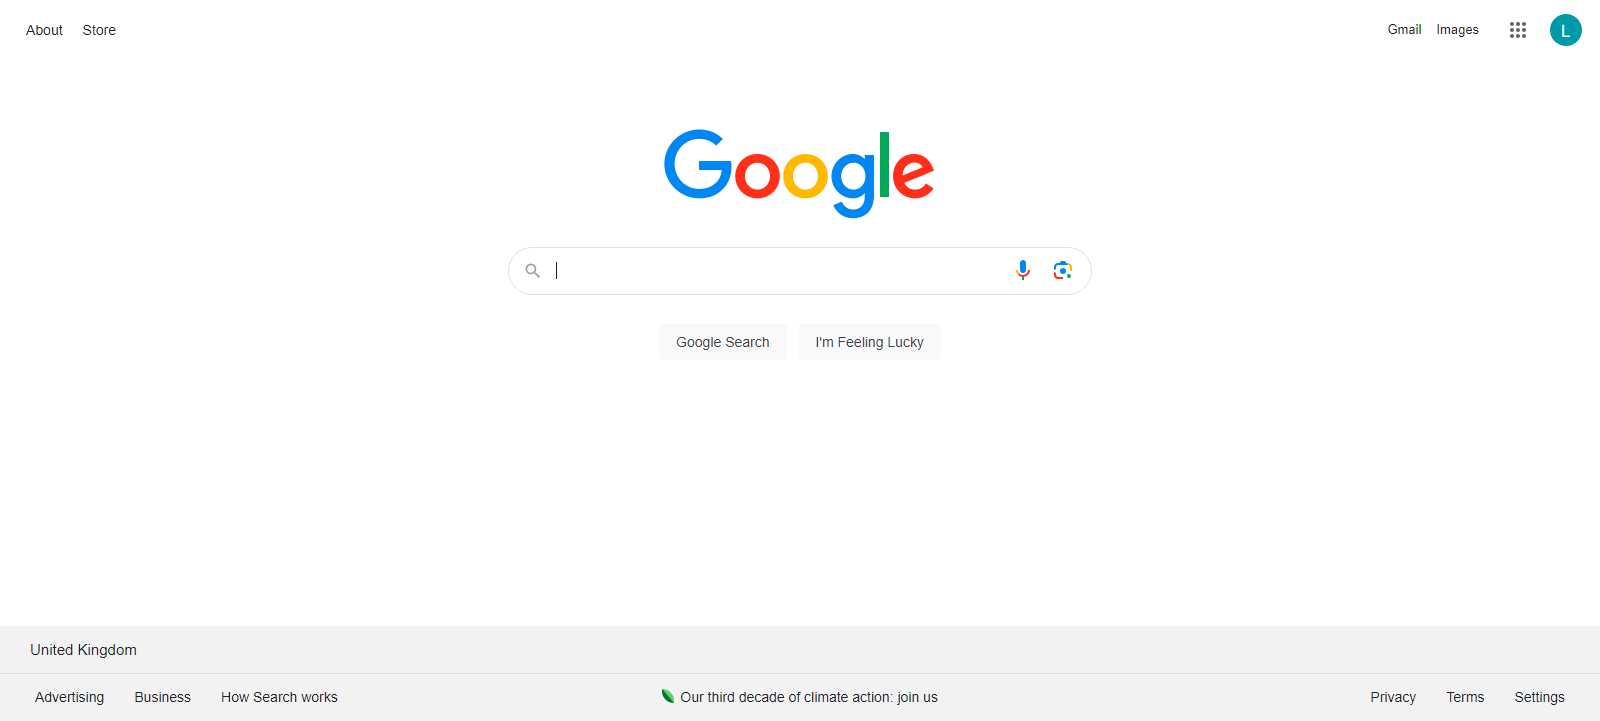 About Store Gmail Images L
Google
Google Search I'm Feeling Lucky
United Kingdom
Advertising Business How Search works Our third decade of climate action: join us Privacy Terms Settings